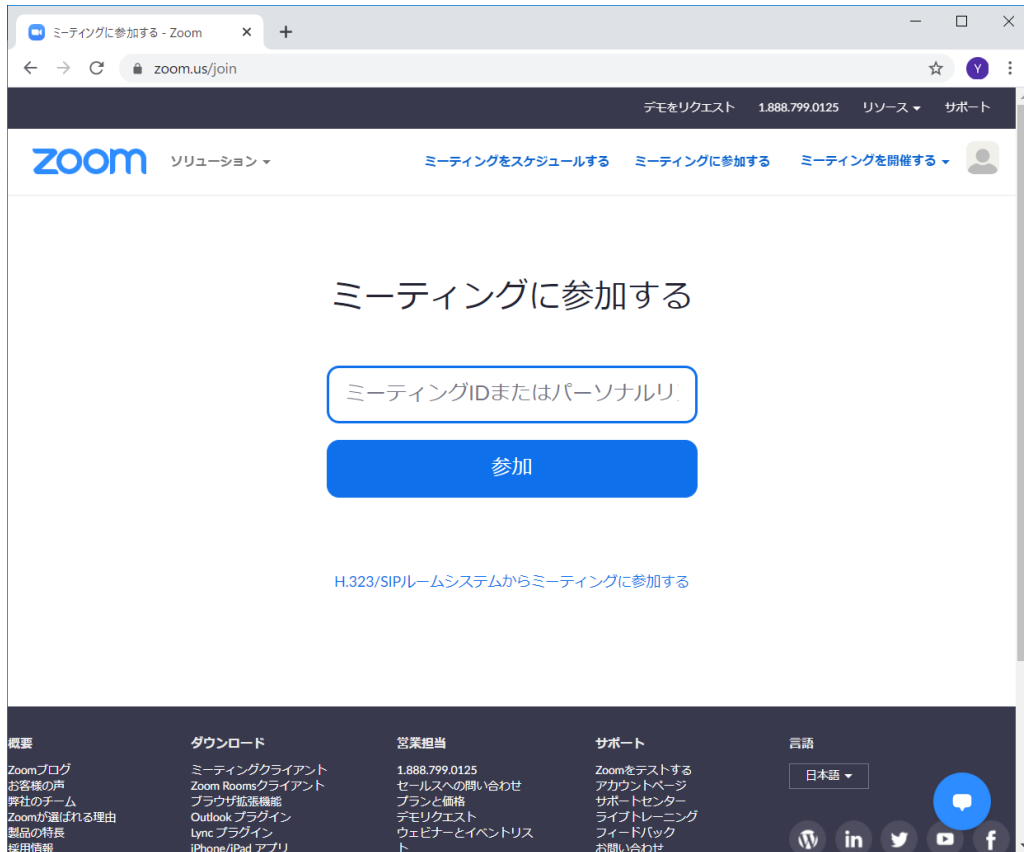 ミーティングに参加する - Zoom
zoom.us/join
Y
デモをリクエスト 1.888.799.0125 リソース サポート
zoom ソリューション ミーティングをスケジュールする ミーティングに参加する ミーティングを開催する
ミーティングに参加する
ミーティングIDまたはパーソナルリ
参加
H.323/SIPルームシステムからミーティングに参加する
概要
Zoomブログ
お客様の声
弊社のチーム
Zoomが選ばれる理由
製品の特長
採用情報
ダウンロード
ミーティングクライアント
Zoom Roomsクライアント
ブラウザ拡張機能
Outlook プラグイン
Lync プラグイン
iPhone/iPad アプリ
営業担当
1.888.799.0125
セールスへの問い合わせ
プランと価格
デモリクエスト
ウェビナーとイベントリス
ト
サポート
Zoomをテストする
アカウントページ
サポートセンター
ライブトレーニング
フィードバック
お問い合わせ
言語
日本語
in
f